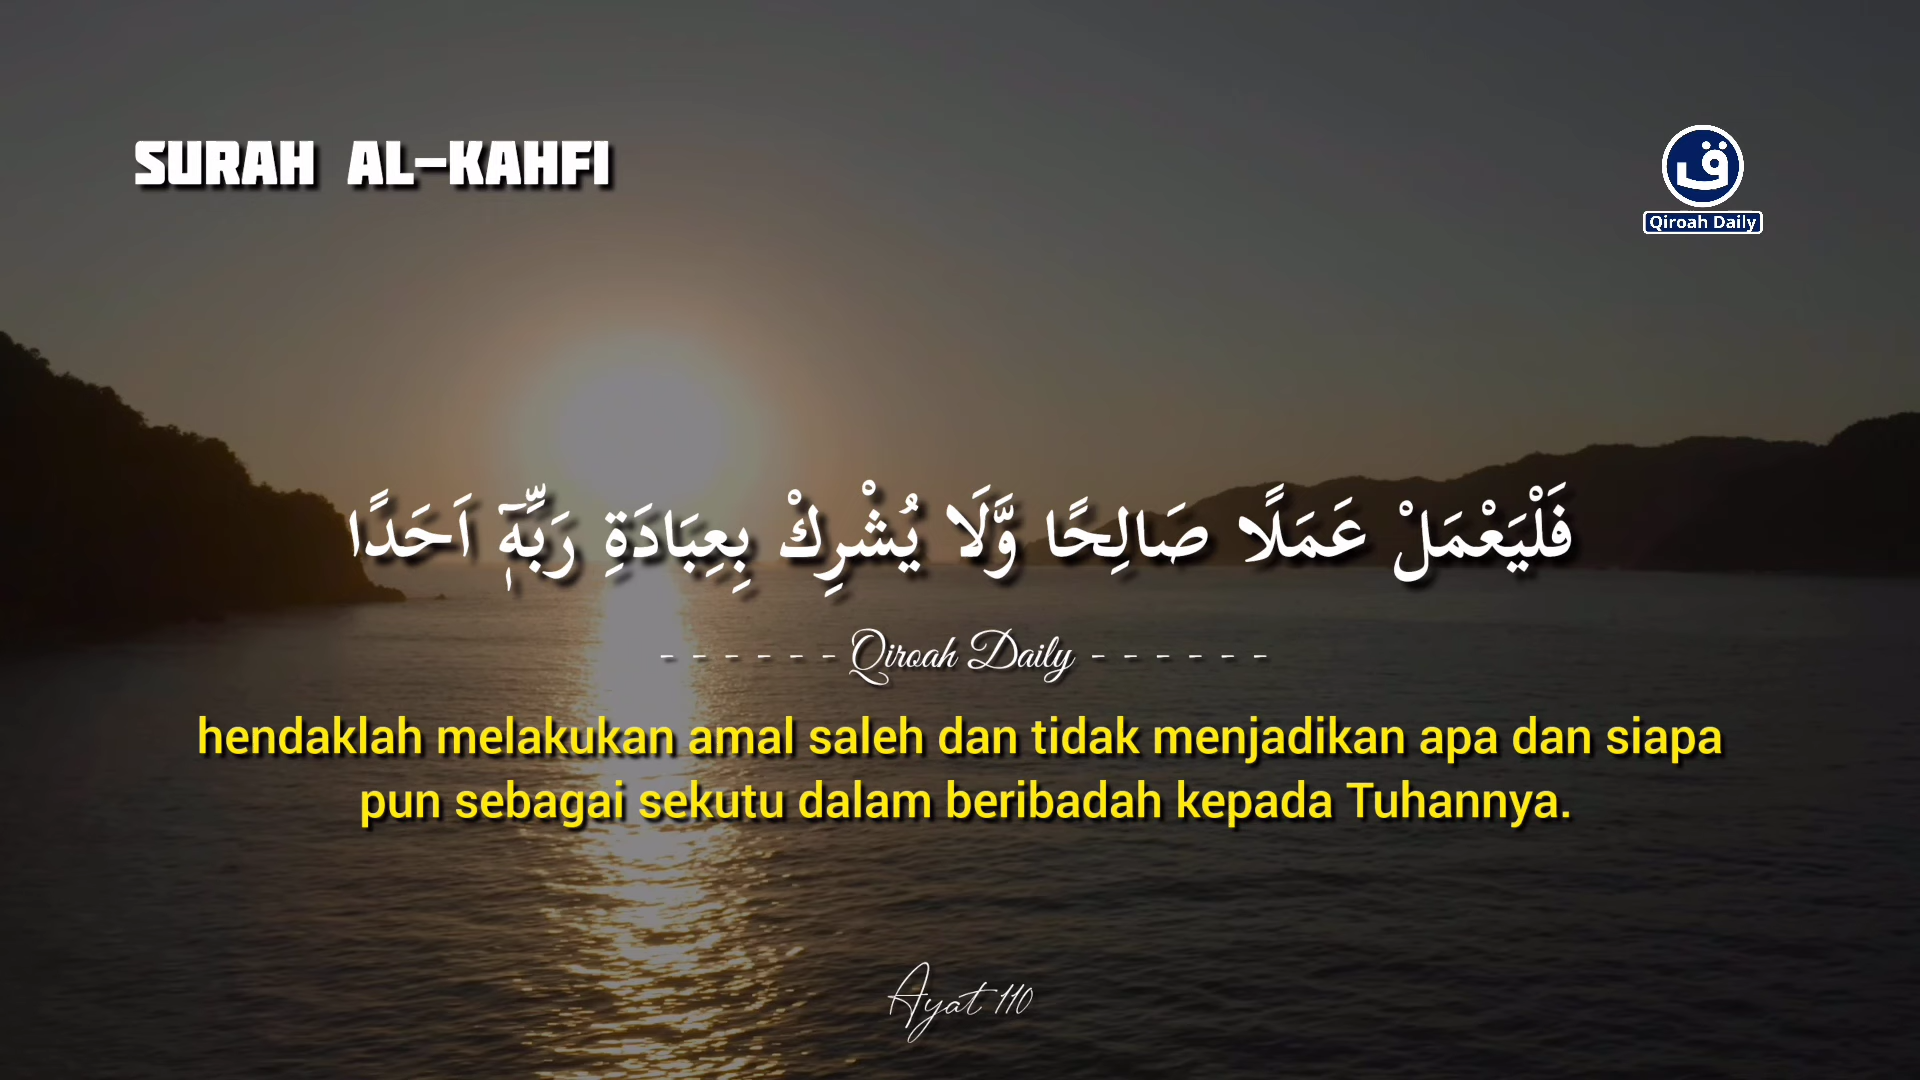 SURAH AL-KAHFI
ق
Qiroah Daily
فَلْيَعْمَلْ عَمَلًا صَالِحًا وَّلَا يُشْرِكْ بِعِبَادَةِ رَبِّهٖٓ اَحَدًا
- - - - - - Qiroah Daily - - - - - -
hendaklah melakukan amal saleh dan tidak menjadikan apa dan siapa
pun sebagai sekutu dalam beribadah kepada Tuhannya.
Ayat 110